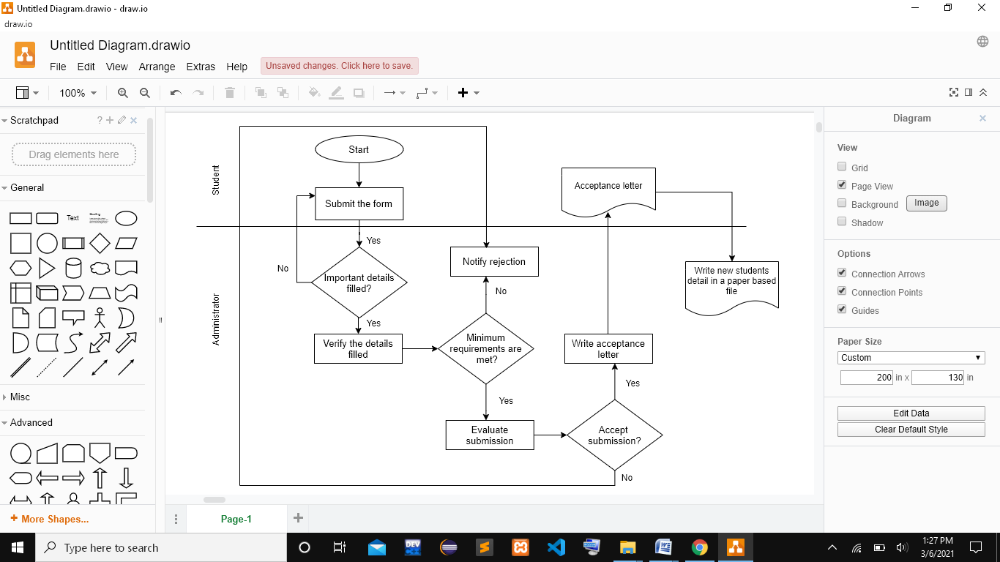 Untitled Diagram.drawio - draw.io
draw.io
Untitled Diagram.drawio
File Edit View Arrange Extras Help Unsaved changes. Click here to save.
100%
Scratchpad
?
Drag elements here
General
Text
Heading
Misc
Advanced
More Shapes...
Student
Administrator
Start
Submit the form
Yes
No
Important details
filled?
Yes
Verify the details
filled
Notify rejection
No
Minimum
requirements are
met?
Yes
Evaluate
submission
Accept
submission?
No
Yes
Write acceptance
letter
Acceptance letter
Write new students
detail in a paper based
file
Page-1
Diagram
View
Grid
Page View
Background Image
Shadow
Options
Connection Arrows
Connection Points
Guides
Paper Size
Custom
200 in x 130 in
Edit Data
Clear Default Style
Type here to search
DEV
1:27 PM
3/6/2021